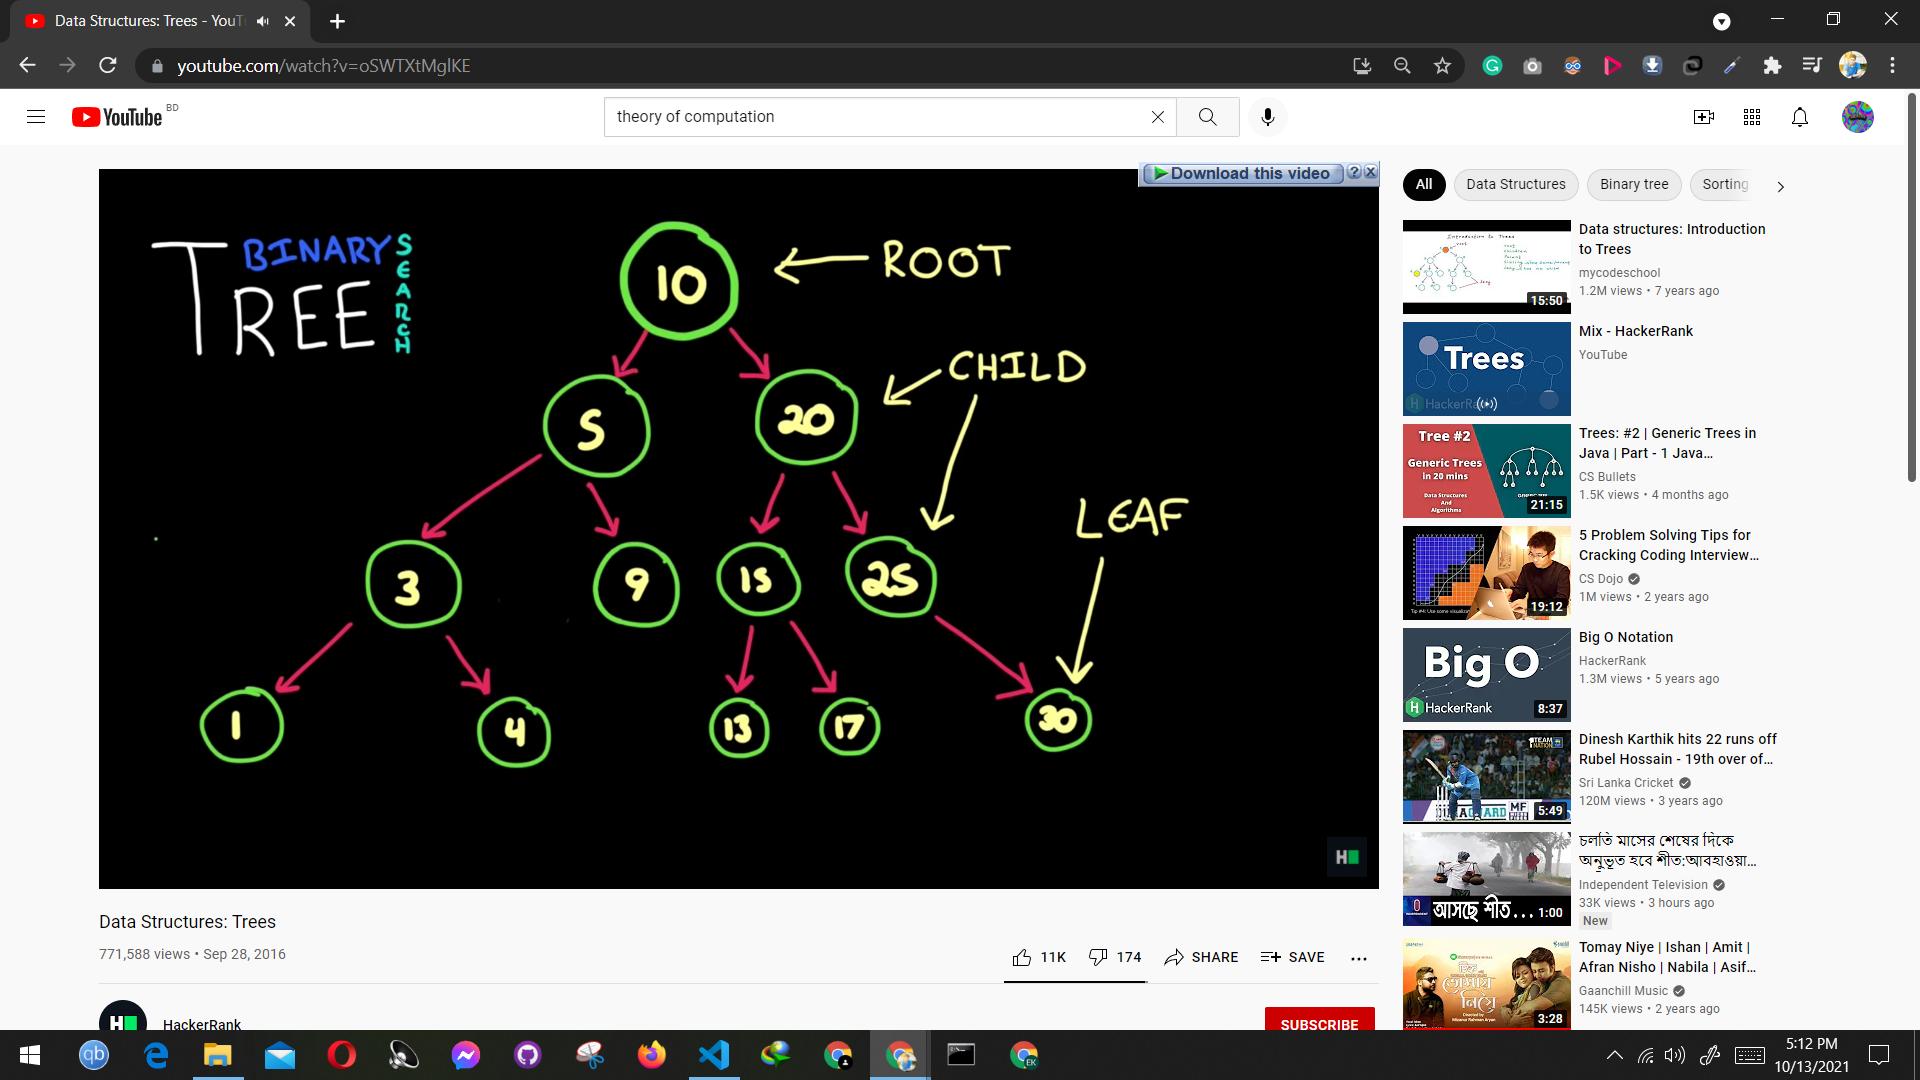 Data Structures: Trees - YouT
youtube.com/watch?v=oSWTXtMglKE
YouTube BD
theory of computation
Download this video
BINARY SEARCH TREE
10
ROOT
5
20
CHILD
3
9
15
25
LEAF
1
4
13
17
30
Data Structures: Trees
771,588 views • Sep 28, 2016
11K
174
SHARE
SAVE
HackerRank
SUBSCRIBE
All
Data Structures
Binary tree
Sorting
Introduction to Trees
15:50
Data structures: Introduction
to Trees
mycodeschool
1.2M views • 7 years ago
Trees
HackerRank
Mix - HackerRank
YouTube
Tree #2
Generic Trees
in 20 mins
Data Structures
And
Algorithms
21:15
Trees: #2 | Generic Trees in
Java | Part - 1 Java...
CS Bullets
1.5K views • 4 months ago
19:12
5 Problem Solving Tips for
Cracking Coding Interview...
CS Dojo
1M views • 2 years ago
Big O
HackerRank
8:37
Big O Notation
HackerRank
1.3M views • 5 years ago
5:49
Dinesh Karthik hits 22 runs off
Rubel Hossain - 19th over of...
Sri Lanka Cricket
120M views • 3 years ago
আসছে শীত...
1:00
চলতি মাসের শেষের দিকে
অনুভূত হবে শীত:আবহাওয়া...
Independent Television
33K views • 3 hours ago
New
3:28
Tomay Niye | Ishan | Amit |
Afran Nisho | Nabila | Asif...
Gaanchill Music
145K views • 2 years ago
5:12 PM
10/13/2021